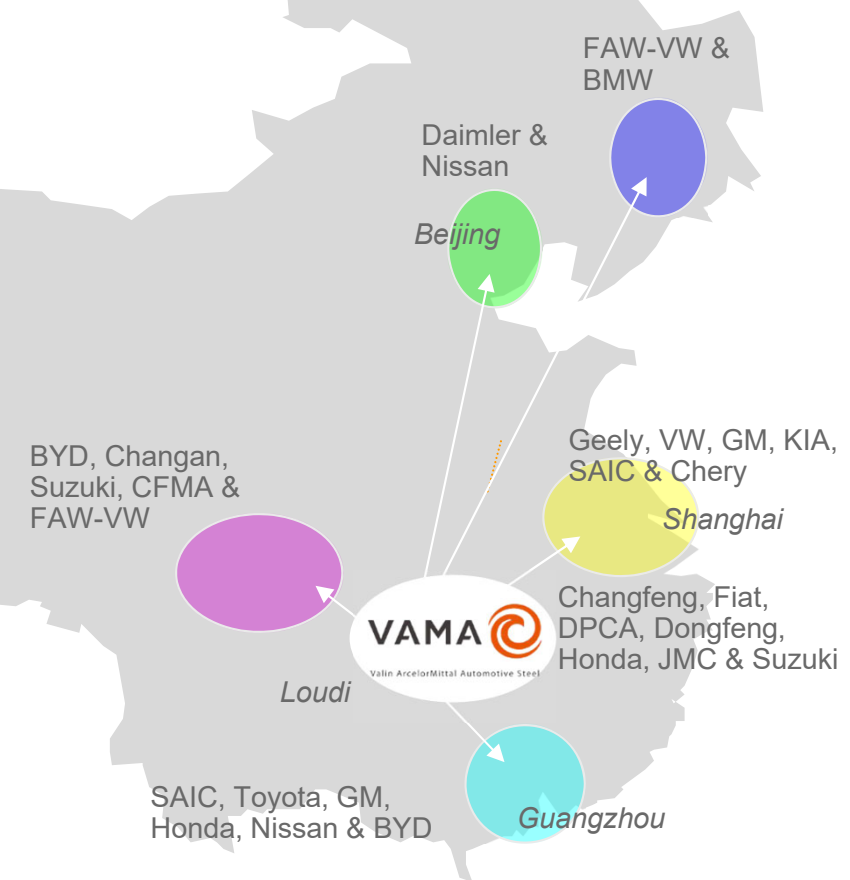 FAW-VW &
BMW
Daimler &
Nissan
Beijing
Geely, VW, GM, KIA,
SAIC & Chery
Shanghai
BYD, Changan,
Suzuki, CFMA &
FAW-VW
VAMA
Valin ArcelorMittal Automotive Steel
Changfeng, Fiat,
DPCA, Dongfeng,
Honda, JMC & Suzuki
Loudi
SAIC, Toyota, GM,
Honda, Nissan & BYD
Guangzhou